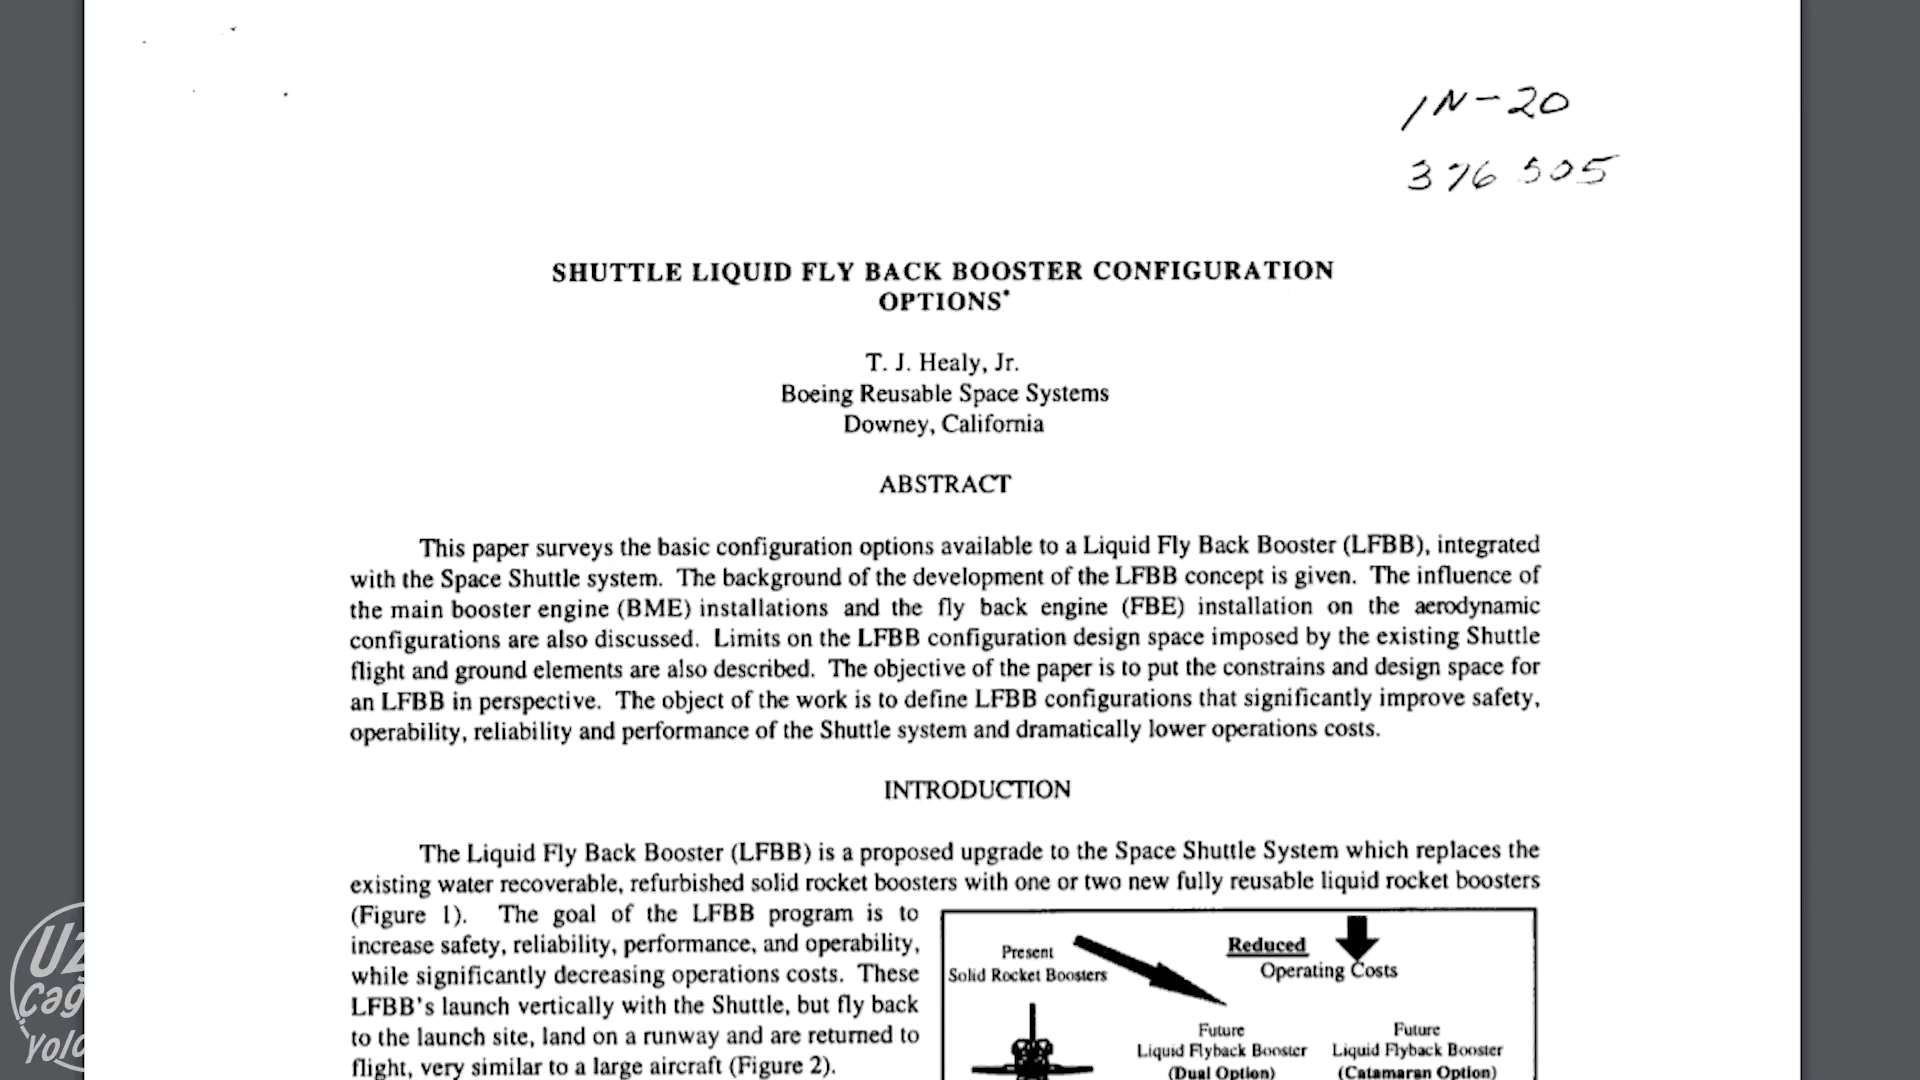 IN-20
376 505
SHUTTLE LIQUID FLY BACK BOOSTER CONFIGURATION
OPTIONS*
T. J. Healy, Jr.
Boeing Reusable Space Systems
Downey, California
ABSTRACT
This paper surveys the basic configuration options available to a Liquid Fly Back Booster (LFBB), integrated
with the Space Shuttle system. The background of the development of the LFBB concept is given. The influence of
the main booster engine (BME) installations and the fly back engine (FBE) installation on the aerodynamic
configurations are also discussed. Limits on the LFBB configuration design space imposed by the existing Shuttle
flight and ground elements are also described. The objective of the paper is to put the constrains and design space for
an LFBB in perspective. The object of the work is to define LFBB configurations that significantly improve safety,
operability, reliability and performance of the Shuttle system and dramatically lower operations costs.
INTRODUCTION
The Liquid Fly Back Booster (LFBB) is a proposed upgrade to the Space Shuttle System which replaces the
existing water recoverable, refurbished solid rocket boosters with one or two new fully reusable liquid rocket boosters
(Figure 1). The goal of the LFBB program is to
increase safety, reliability, performance, and operability,
while significantly decreasing operations costs. These
LFBB's launch vertically with the Shuttle, but fly back
to the launch site, land on a runway and are returned to
flight, very similar to a large aircraft (Figure 2).
Present
Solid Rocket Boosters
Reduced
Operating Costs
Future
Liquid Flyback Booster
(Dual Option)
Future
Liquid Flyback Booster
(Catamaran Option)